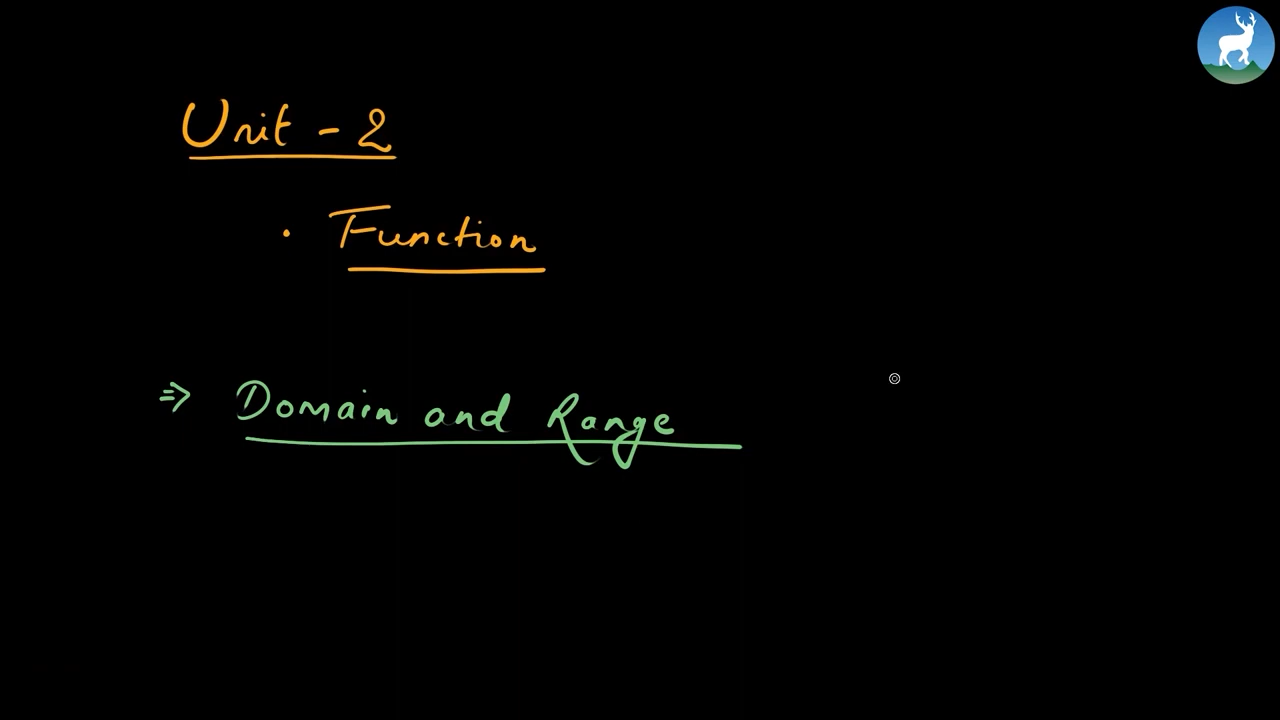 Unit - 2
· Function
⇒ Domain and Range